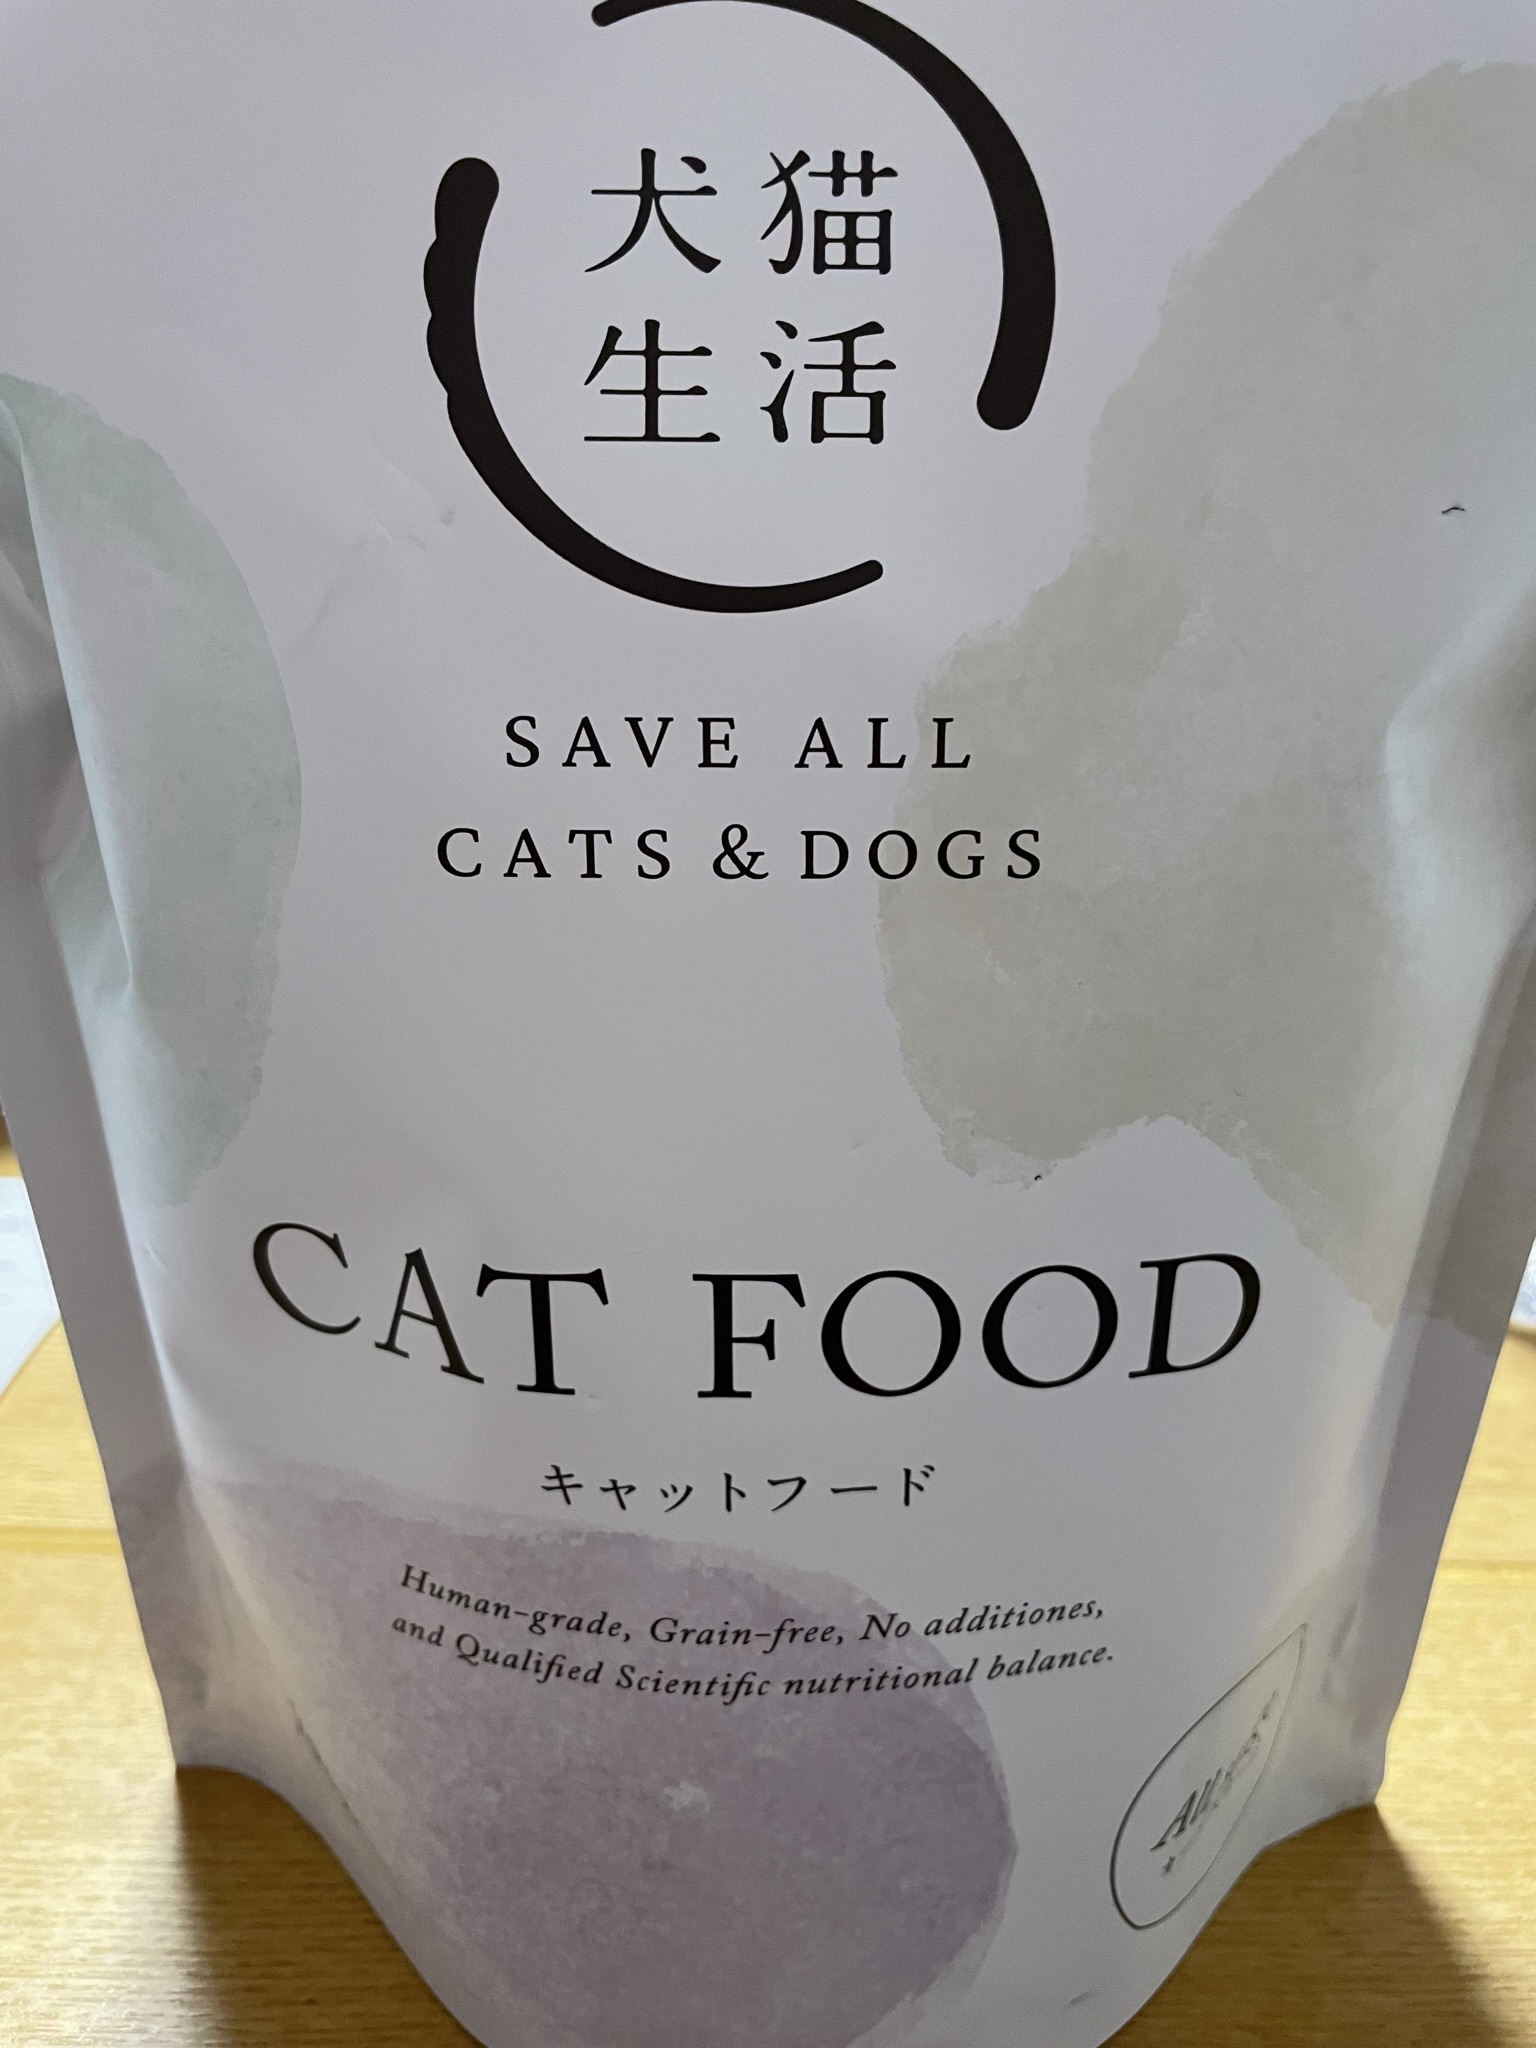 犬猫
生活
SAVE ALL
CATS & DOGS
CAT FOOD
キャットフード
Human-grade, Grain-free, No additiones,
and Qualified Scientific nutritional balance.